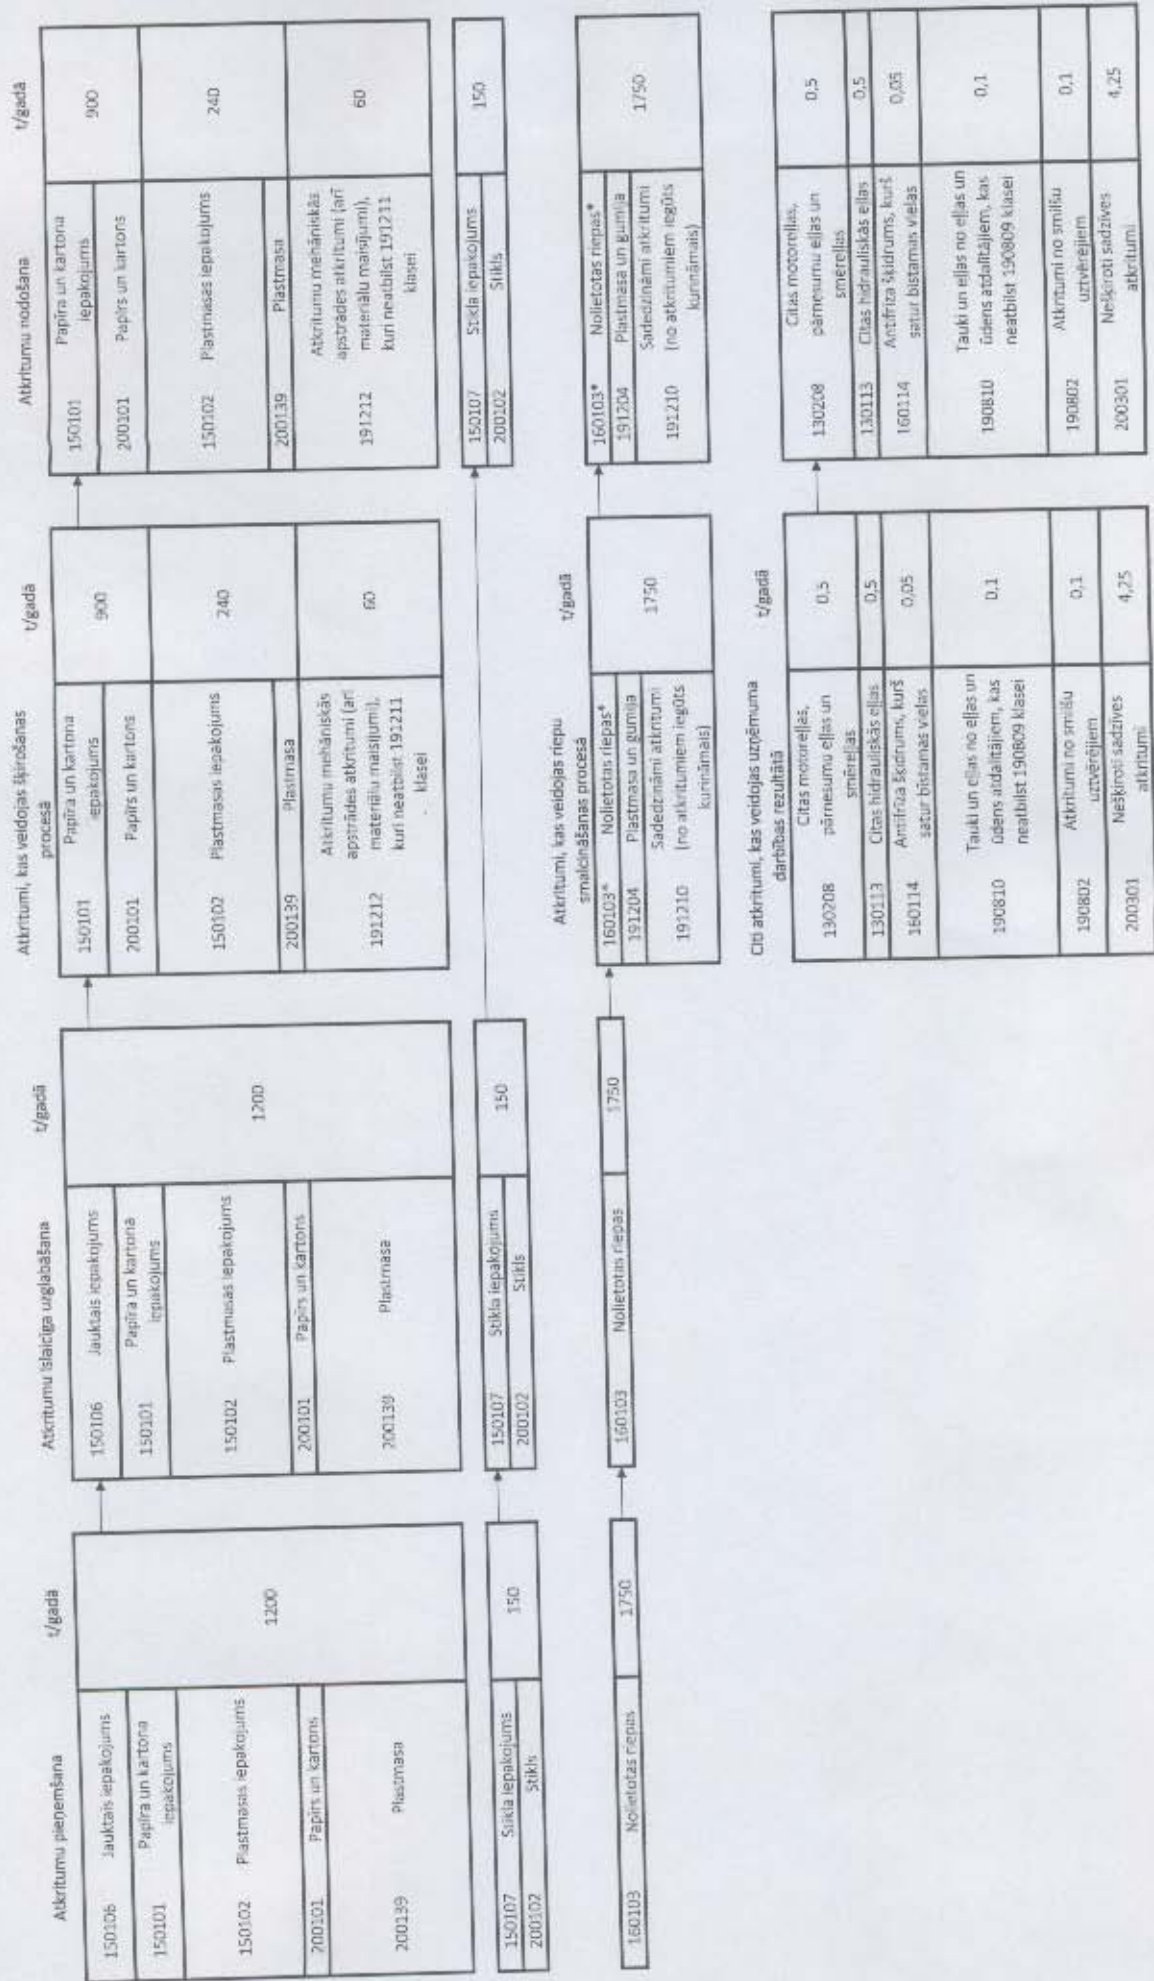 Atkritumu pieņemšana
t/gadā
150106 Jauktais iepakojums
150101 Papīra un kartona
iepakojums
150102 Plastmasas iepakojums
200101 Papīrs un kartons
200139 Plastmasa
1200
150107 Stikla iepakojums
200102 Stikls
150
160103 Nolietotas riepas
1750
Atkritumu īslaicīga uzglabāšana
t/gadā
150106 Jauktais iepakojums
150101 Papīra un kartona
iepakojums
150102 Plastmasas iepakojums
200101 Papīrs un kartons
200139 Plastmasa
1200
150107 Stikla iepakojums
200102 Stikls
150
160103 Nolietotas riepas
1750
Atkritumi, kas veidojas šķirošanas
procesā
t/gadā
150101 Papīra un kartona
iepakojums
200101 Papīrs un kartons
900
150102 Plastmasas iepakojums
200139 Plastmasa
240
191212 Atkritumu mehāniskās
apstrādes atkritumi (arī
materiālu maisījumi),
kuri neatbilst 191211
klasei
60
Atkritumi, kas veidojas riepu
smalcināšanas procesā
t/gadā
160103* Nolietotas riepas*
191204 Plastmasa un gumija
191210 Sadedzināmi atkritumi
(no atkritumiem iegūts
kurināmais)
1750
Citi atkritumi, kas veidojas uzņēmuma
darbības rezultātā
t/gadā
130208 Citas motoreļļas,
pārnesumu eļļas un
smēreļļas
0,5
130113 Citas hidrauliskās eļļas 0,5
160114 Antifrīza šķidrums, kurš
satur bīstamas vielas
0,05
190810 Tauki un eļļas no eļļas un
ūdens atdalītājiem, kas
neatbilst 190809 klasei
0,1
190802 Atkritumi no smilšu
uztvērējiem
0,1
200301 Nešķiroti sadzīves
atkritumi
4,25
Atkritumu nodošana
t/gadā
150101 Papīra un kartona
iepakojums
200101 Papīrs un kartons
900
150102 Plastmasas iepakojums
200139 Plastmasa
240
191212 Atkritumu mehāniskās
apstrādes atkritumi (arī
materiālu maisījumi),
kuri neatbilst 191211
klasei
60
150107 Stikla iepakojums
200102 Stikls
150
160103* Nolietotas riepas*
191204 Plastmasa un gumija
191210 Sadedzināmi atkritumi
(no atkritumiem iegūts
kurināmais)
1750
130208 Citas motoreļļas,
pārnesumu eļļas un
smēreļļas
0,5
130113 Citas hidrauliskās eļļas 0,5
160114 Antifrīza šķidrums, kurš
satur bīstamas vielas
0,05
190810 Tauki un eļļas no eļļas un
ūdens atdalītājiem, kas
neatbilst 190809 klasei
0,1
190802 Atkritumi no smilšu
uztvērējiem
0,1
200301 Nešķiroti sadzīves
atkritumi
4,25